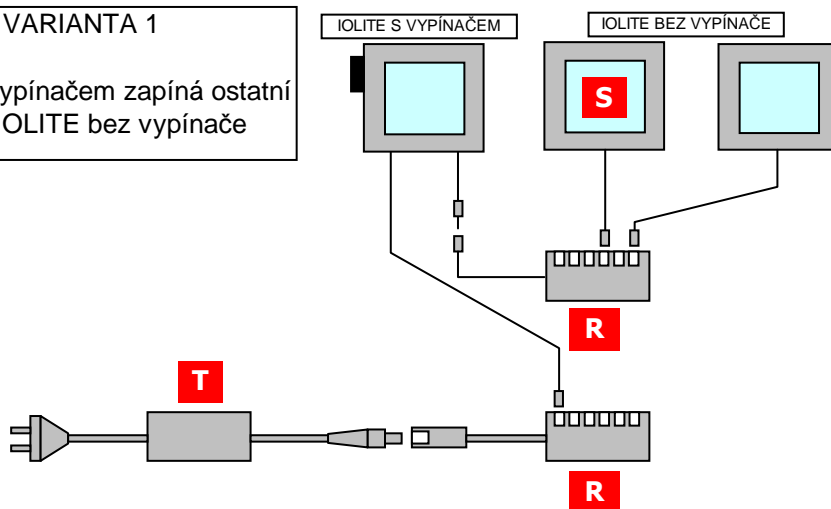 VARIANTA 1
ypínačem zapíná ostatní
OLITE bez vypínače
IOLITE S VYPÍNAČEM
IOLITE BEZ VYPÍNAČE
S
R
T
R